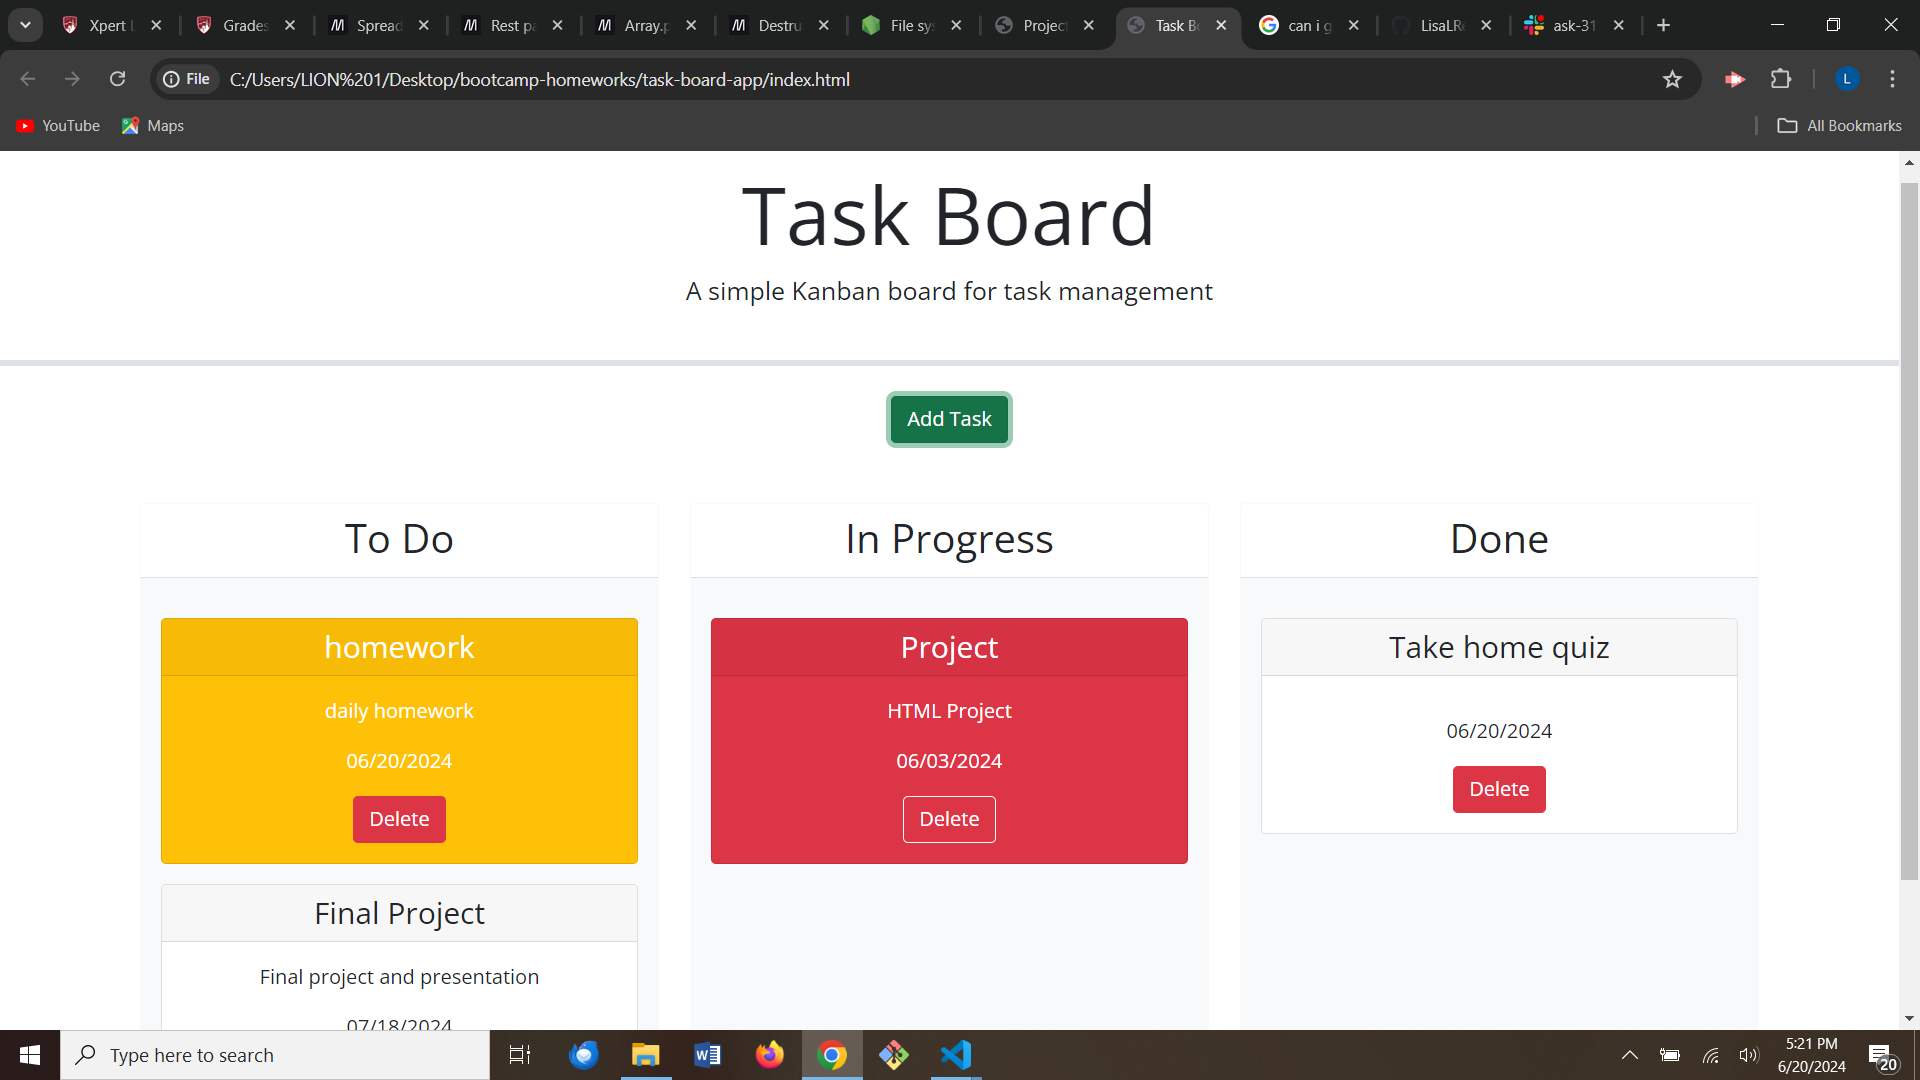 Xpert L
Grades
Spread
Rest pa
Array.p
Destru
File sys
Project
Task Bo
can i g
LisaLRe
ask-31
File
C:/Users/LION%201/Desktop/bootcamp-homeworks/task-board-app/index.html
L
YouTube
Maps
All Bookmarks
Task Board
A simple Kanban board for task management
Add Task
To Do
In Progress
Done
homework
daily homework
06/20/2024
Delete
Project
HTML Project
06/03/2024
Delete
Take home quiz
06/20/2024
Delete
Final Project
Final project and presentation
07/18/2024
Type here to search
5:21 PM
6/20/2024
20